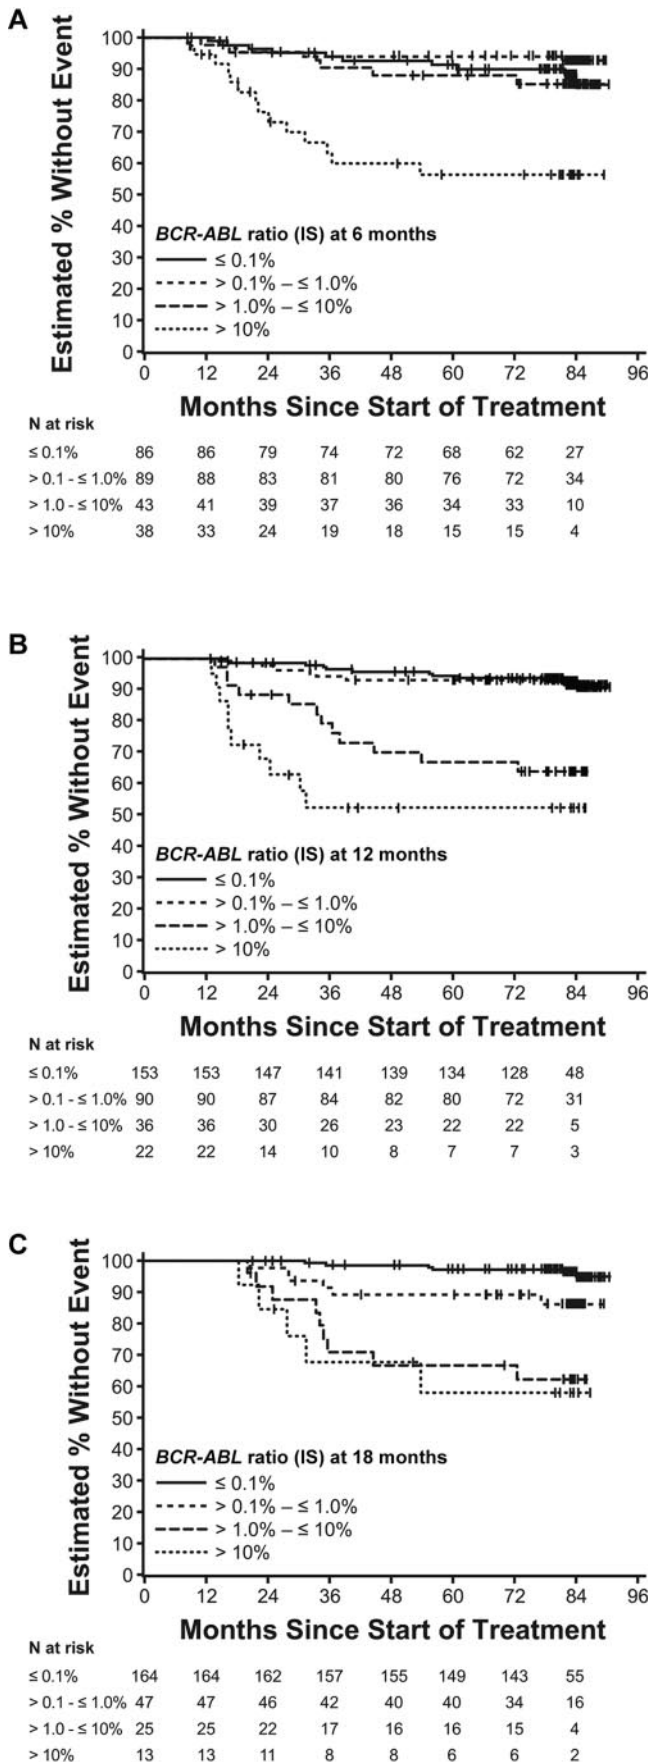 A
Estimated % Without Event
100
90
80
70
60
50
40
30
20
10
0
BCR-ABL ratio (IS) at 6 months
≤ 0.1%
> 0.1% – ≤ 1.0%
> 1.0% – ≤ 10%
> 10%
0 12 24 36 48 60 72 84 96
Months Since Start of Treatment
N at risk
≤ 0.1% 86 86 79 74 72 68 62 27
> 0.1 - ≤ 1.0% 89 88 83 81 80 76 72 34
> 1.0 - ≤ 10% 43 41 39 37 36 34 33 10
> 10% 38 33 24 19 18 15 15 4
B
Estimated % Without Event
100
90
80
70
60
50
40
30
20
10
0
BCR-ABL ratio (IS) at 12 months
≤ 0.1%
> 0.1% – ≤ 1.0%
> 1.0% – ≤ 10%
> 10%
0 12 24 36 48 60 72 84 96
Months Since Start of Treatment
N at risk
≤ 0.1% 153 153 147 141 139 134 128 48
> 0.1 - ≤ 1.0% 90 90 87 84 82 80 72 31
> 1.0 - ≤ 10% 36 36 30 26 23 22 22 5
> 10% 22 22 14 10 8 7 7 3
C
Estimated % Without Event
100
90
80
70
60
50
40
30
20
10
0
BCR-ABL ratio (IS) at 18 months
≤ 0.1%
> 0.1% – ≤ 1.0%
> 1.0% – ≤ 10%
> 10%
0 12 24 36 48 60 72 84 96
Months Since Start of Treatment
N at risk
≤ 0.1% 164 164 162 157 155 149 143 55
> 0.1 - ≤ 1.0% 47 47 46 42 40 40 34 16
> 1.0 - ≤ 10% 25 25 22 17 16 16 15 4
> 10% 13 13 11 8 8 6 6 2